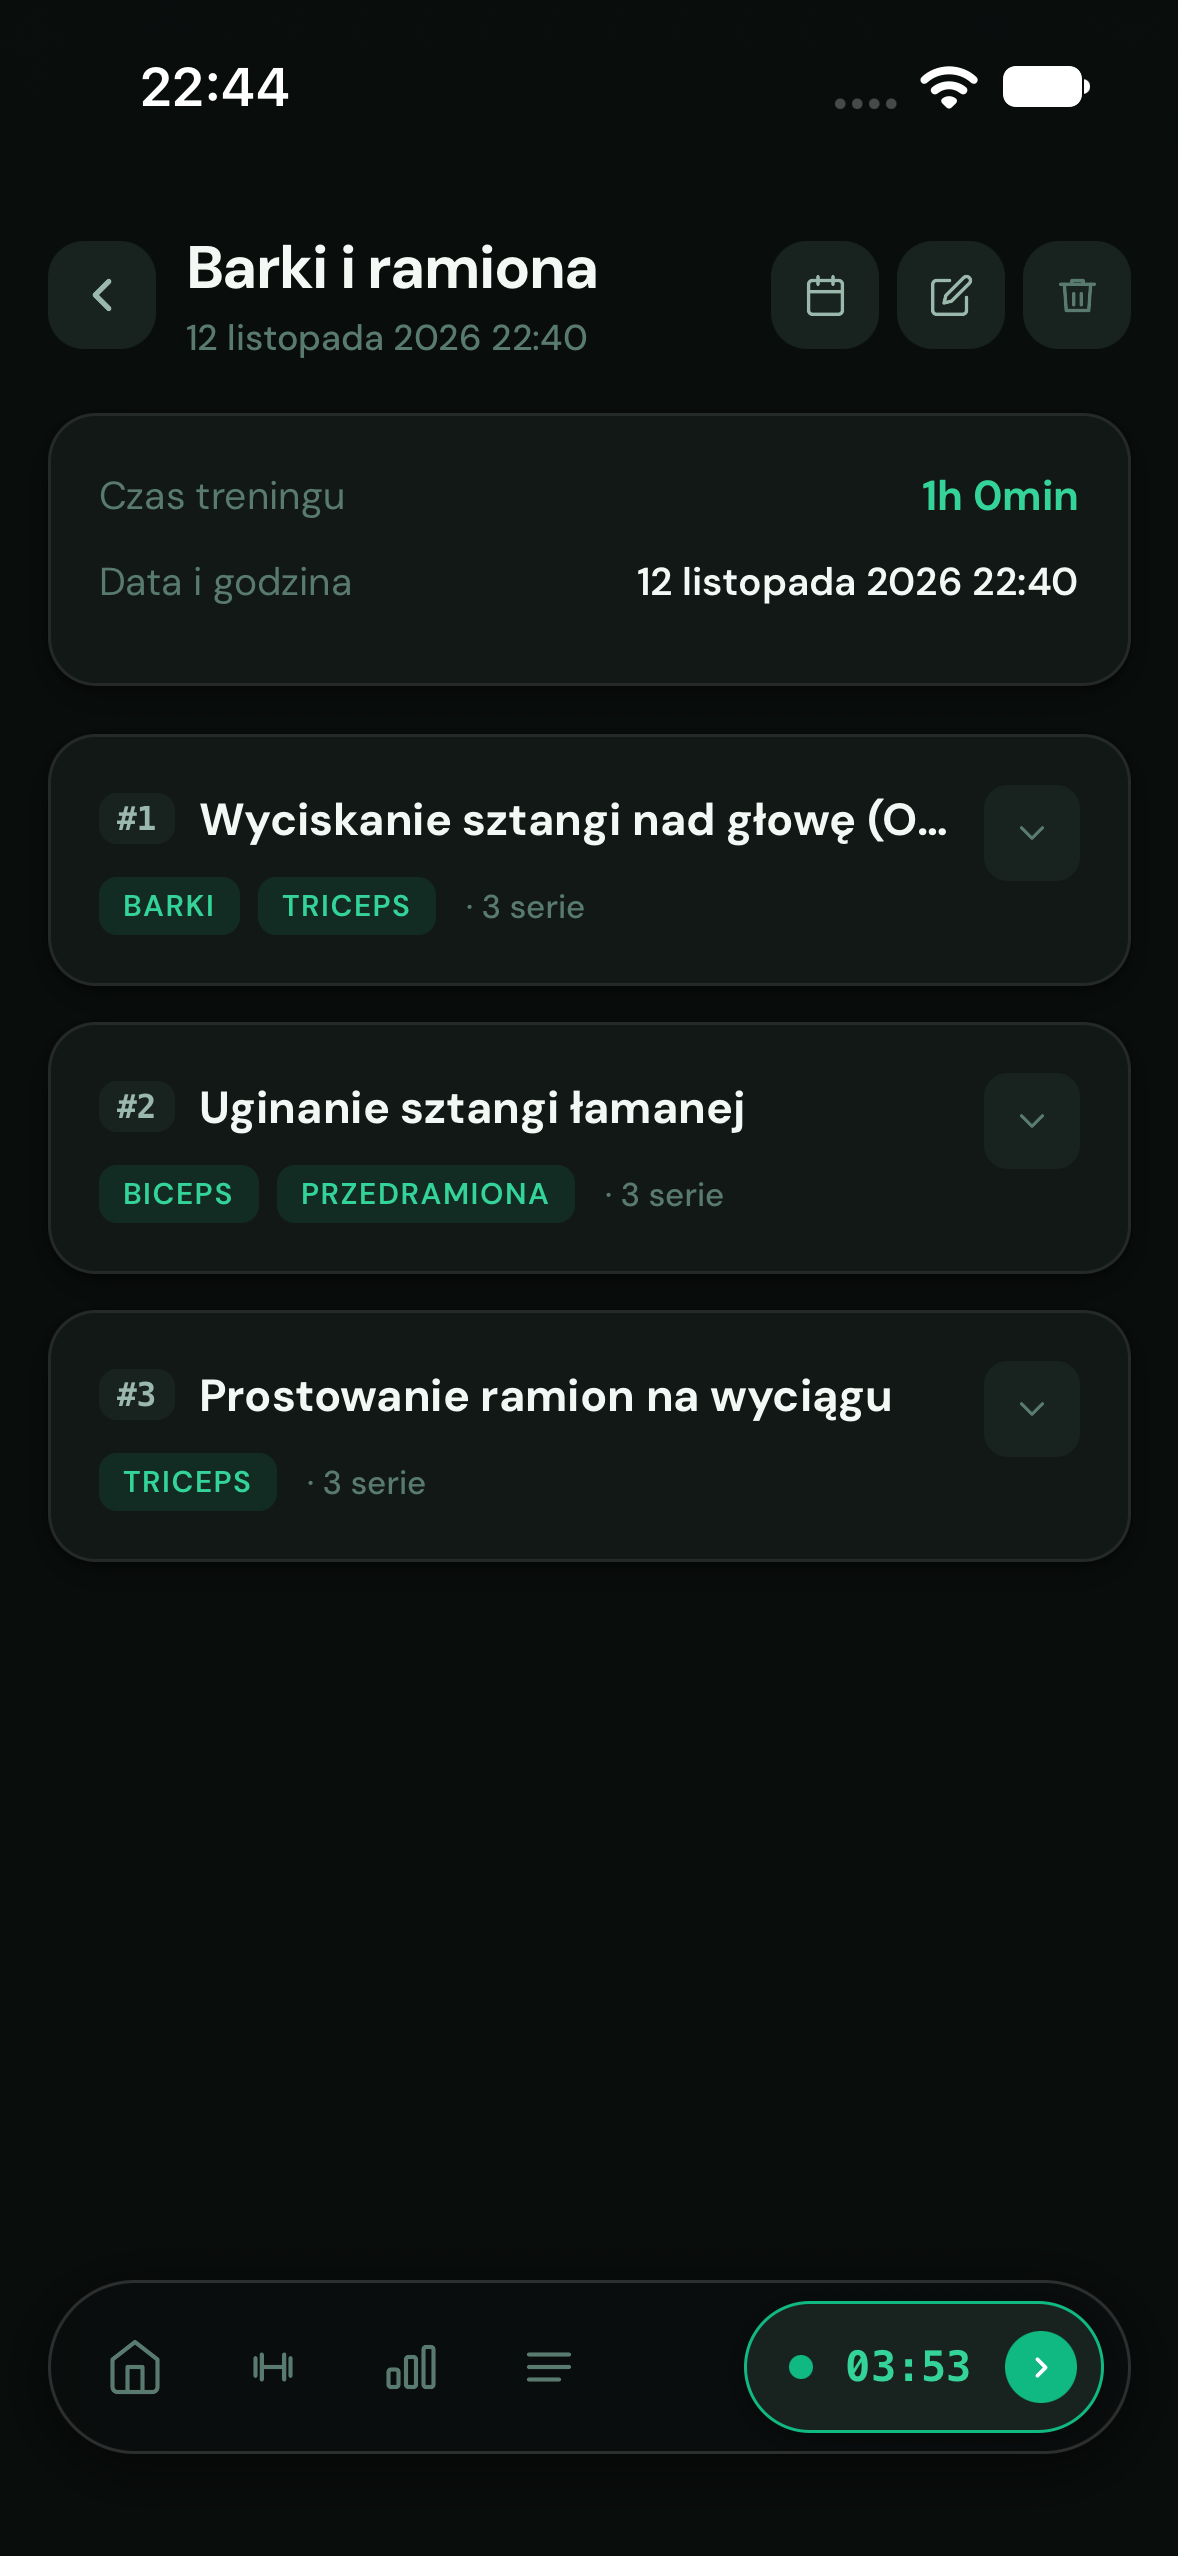 22:44
Barki i ramiona
12 listopada 2026 22:40
Czas treningu 1h 0min
Data i godzina 12 listopada 2026 22:40
#1 Wyciskanie sztangi nad głowę (O...
BARKI TRICEPS · 3 serie
#2 Uginanie sztangi łamanej
BICEPS PRZEDRAMIONA · 3 serie
#3 Prostowanie ramion na wyciągu
TRICEPS · 3 serie
03:53